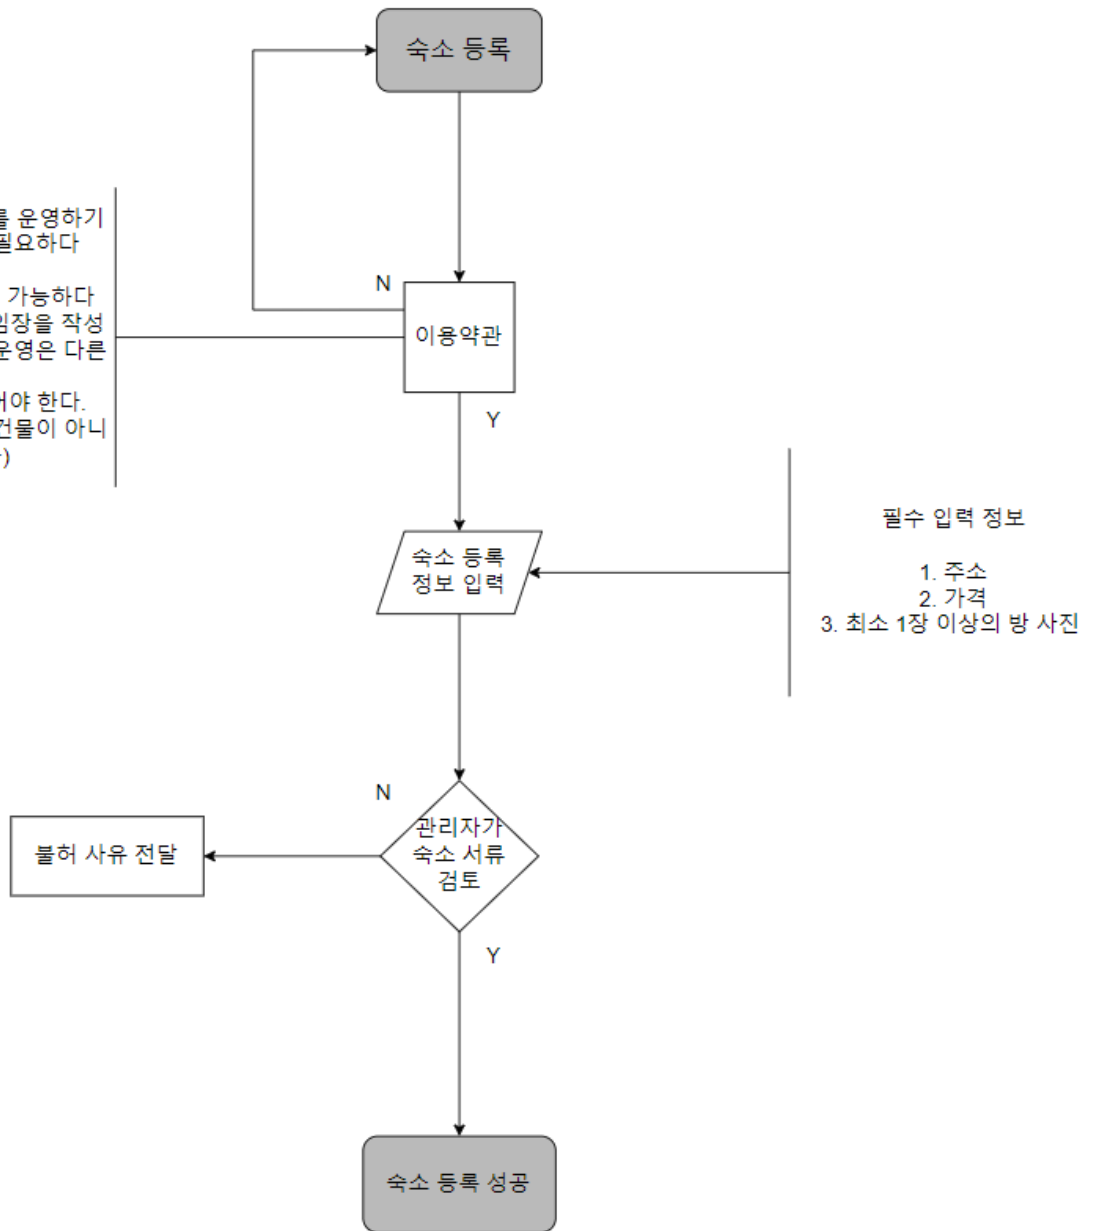 숙소 등록
를 운영하기
필요하다
가능하다
임장을 작성
운영은 다른
어야 한다.
건물이 아니
)
N
이용약관
Y
필수 입력 정보
1. 주소
2. 가격
3. 최소 1장 이상의 방 사진
숙소 등록
정보 입력
N
관리자가
숙소 서류
검토
불허 사유 전달
Y
숙소 등록 성공